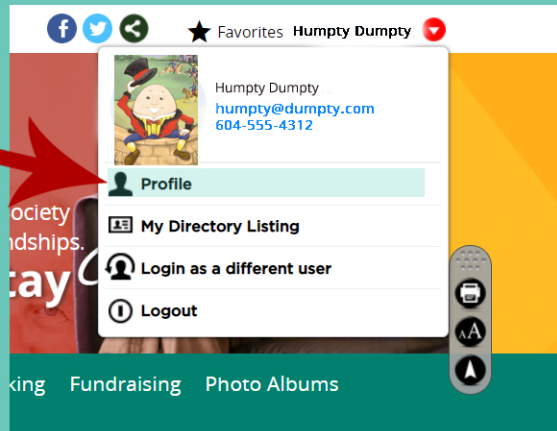 Favorites Humpty Dumpty
Humpty Dumpty
humpty@dumpty.com
604-555-4312
Profile
ociety
My Directory Listing
ndships.
Login as a different user
tay
Logout
AA
king Fundraising Photo Albums